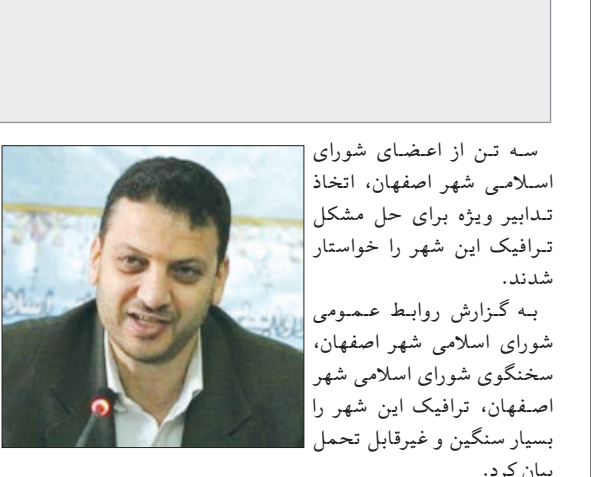 سه تن از اعضای شورای
اسلامی شهر اصفهان، اتخاذ
تدابیر ویژه برای حل مشکل
ترافیک این شهر را خواستار
شدند.
به گزارش روابط عمومی
شورای اسلامی شهر اصفهان،
سخنگوی شورای اسلامی شهر
اصفهان، ترافیک این شهر را
بسیار سنگین و غیرقابل تحمل
بیان کرد.